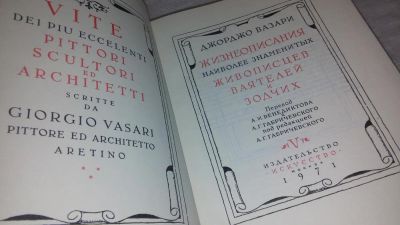 VITE
DEI PIU ECCELENTI
PITTORI
SCULTORI
ED
ARCHITETTI
SCRITTE
DA
GIORGIO VASARI
PITTORE ED ARCHITETTO
ARETINO
ДЖОРДЖО ВАЗАРИ
ЖИЗНЕОПИСАНИЯ
НАИБОЛЕЕ ЗНАМЕНИТЫХ
ЖИВОПИСЦЕВ
ВАЯТЕЛЕЙ
И
ЗОДЧИХ
Перевод
А.И.ВЕНЕДИКТОВА
А.Г.ГАБРИЧЕВСКОГО
под редакцией
А.Г.ГАБРИЧЕВСКОГО
V
ИЗДАТЕЛЬСТВО
"ИСКУССТВО"
МОСКВА
1971